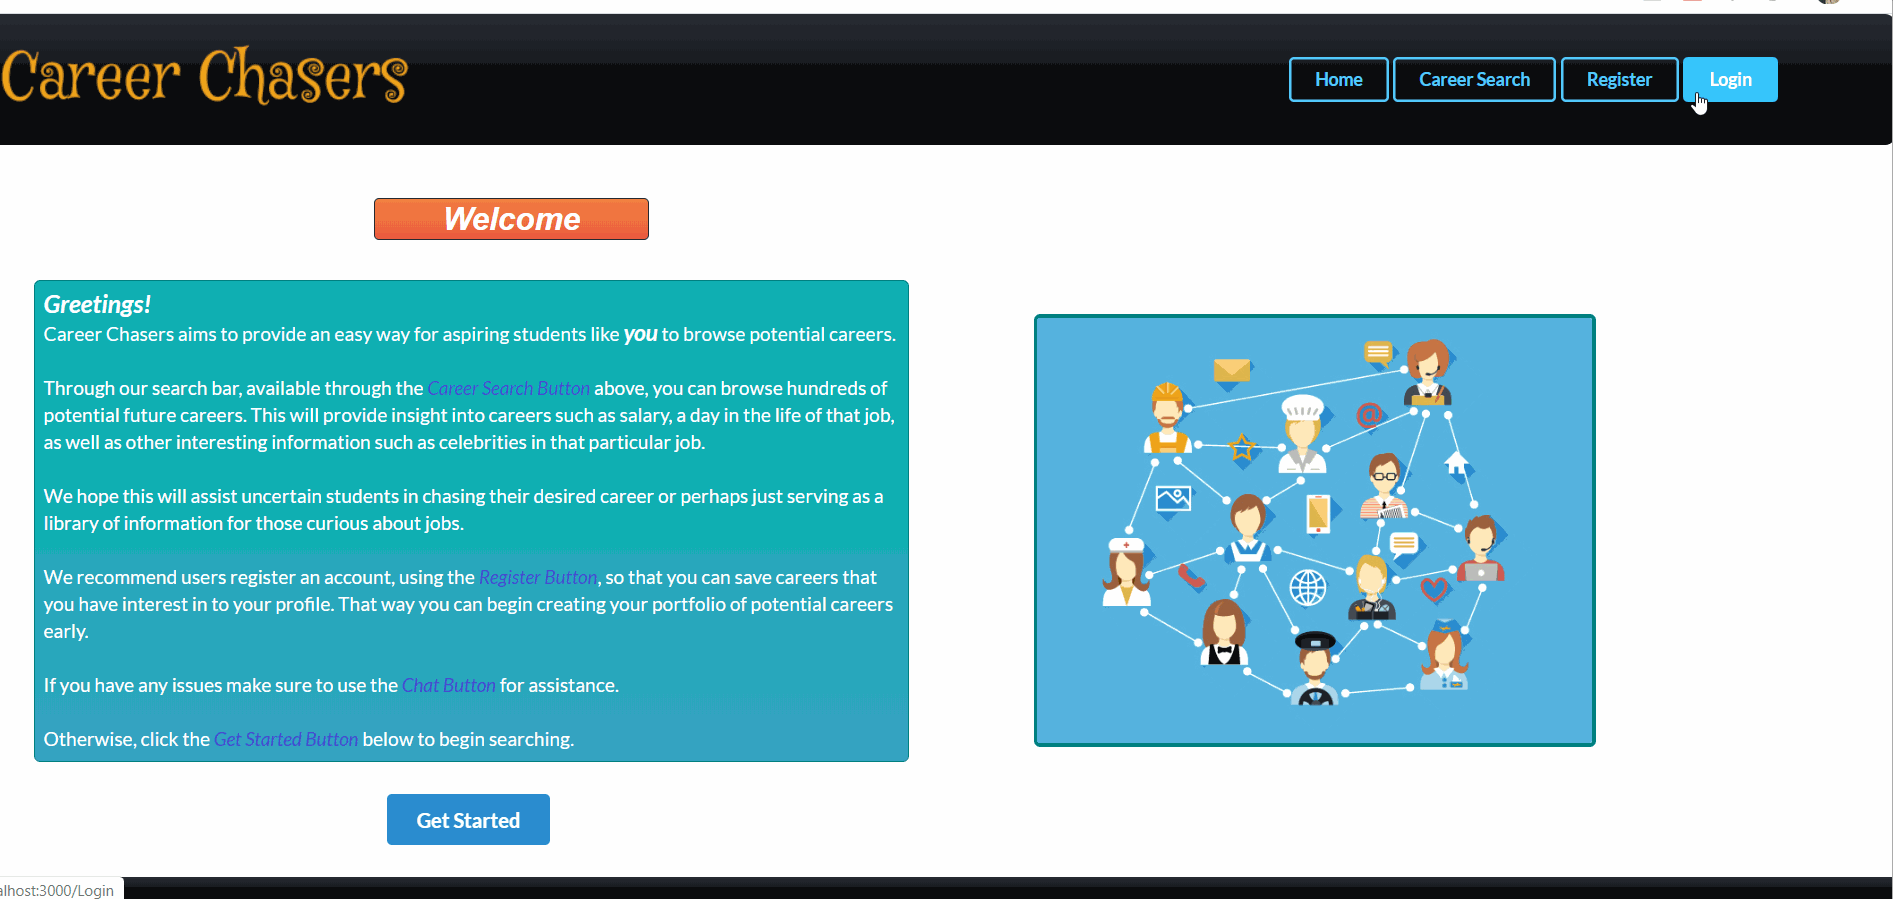 Career Chasers
Home
Career Search
Register
Login
Welcome
Greetings!
Career Chasers aims to provide an easy way for aspiring students like you to browse potential careers.
Through our search bar, available through the Career Search Button above, you can browse hundreds of
potential future careers. This will provide insight into careers such as salary, a day in the life of that job,
as well as other interesting information such as celebrities in that particular job.
We hope this will assist uncertain students in chasing their desired career or perhaps just serving as a
library of information for those curious about jobs.
We recommend users register an account, using the Register Button, so that you can save careers that
you have interest in to your profile. That way you can begin creating your portfolio of potential careers
early.
If you have any issues make sure to use the Chat Button for assistance.
Otherwise, click the Get Started Button below to begin searching.
@
Get Started
alhost:3000/Login